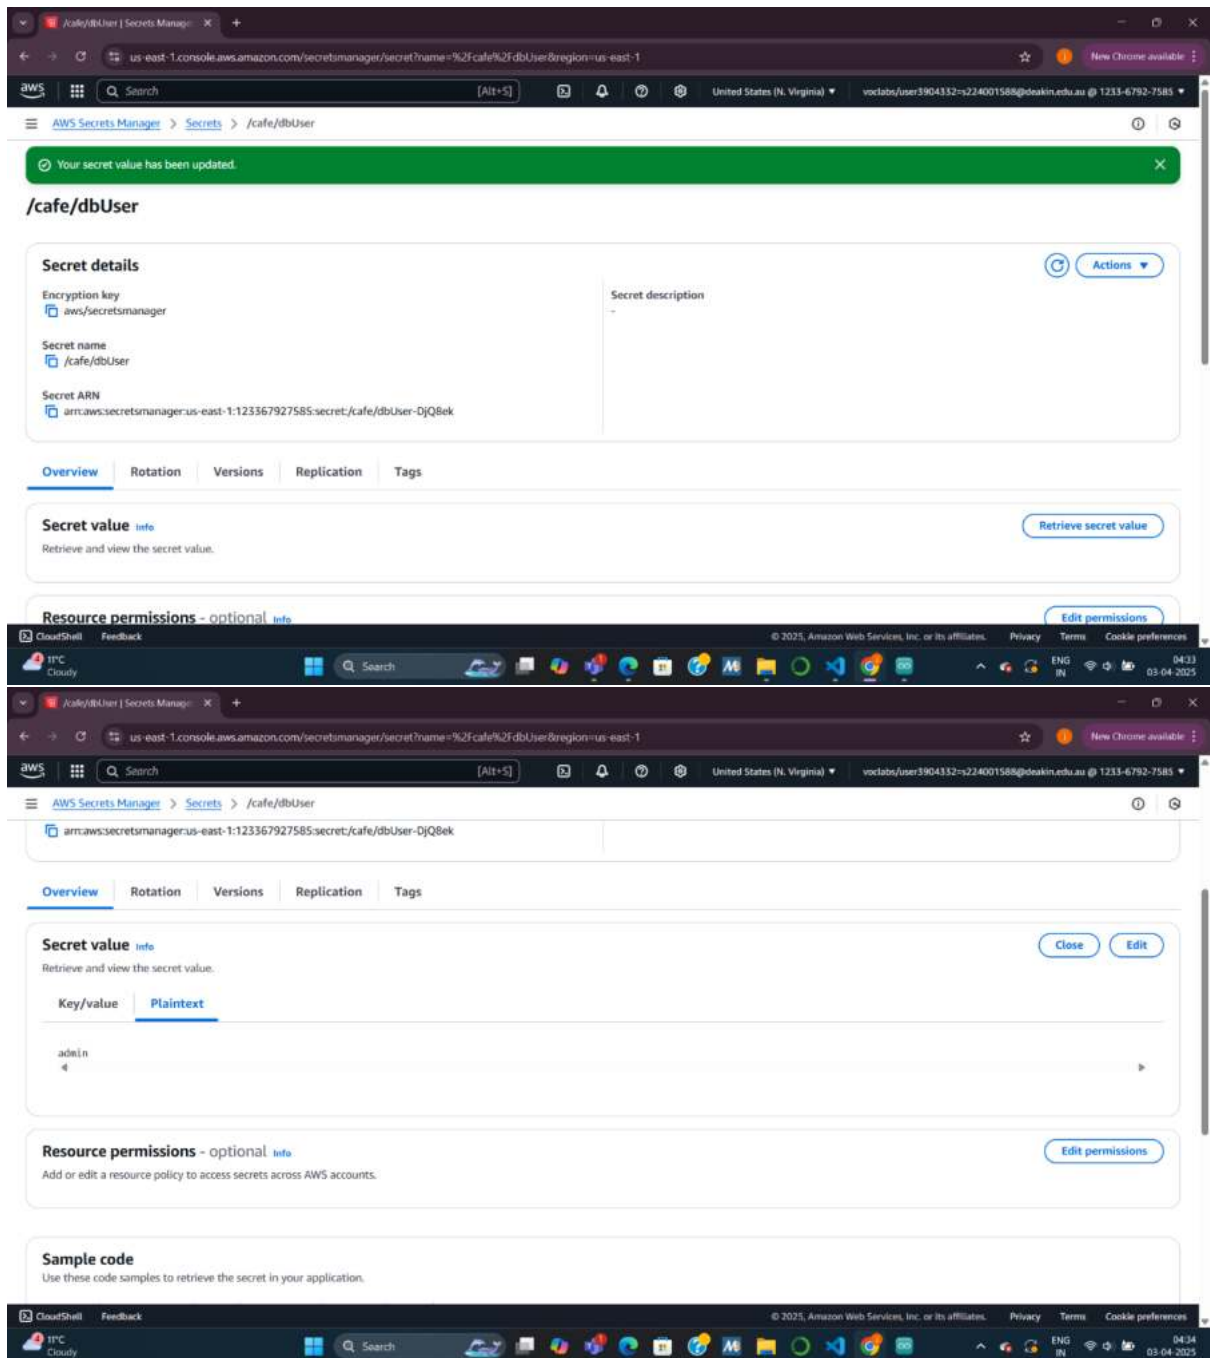 /cafe/dbUser | Secrets Manage
us-east-1.console.aws.amazon.com/secretsmanager/secret?name=%2Fcafe%2FdbUser&region=us-east-1
New Chrome available
aws
Search
[Alt+S]
United States (N. Virginia)
voclabs/user3904332=s224001588@deakin.edu.au @ 1233-6792-7585
AWS Secrets Manager > Secrets > /cafe/dbUser
Your secret value has been updated.
/cafe/dbUser
Secret details
Actions
Encryption key
aws/secretsmanager
Secret description
-
Secret name
/cafe/dbUser
Secret ARN
arn:aws:secretsmanager:us-east-1:123367927585:secret:/cafe/dbUser-DjQ8ek
Overview
Rotation
Versions
Replication
Tags
Secret value Info
Retrieve secret value
Retrieve and view the secret value.
Resource permissions - optional Info
Edit permissions
CloudShell
Feedback
© 2025, Amazon Web Services, Inc. or its affiliates.
Privacy
Terms
Cookie preferences
11°C
Cloudy
Search
ENG
IN
04:33
03-04-2025
/cafe/dbUser | Secrets Manage
us-east-1.console.aws.amazon.com/secretsmanager/secret?name=%2Fcafe%2FdbUser&region=us-east-1
New Chrome available
aws
Search
[Alt+S]
United States (N. Virginia)
voclabs/user3904332=s224001588@deakin.edu.au @ 1233-6792-7585
AWS Secrets Manager > Secrets > /cafe/dbUser
arn:aws:secretsmanager:us-east-1:123367927585:secret:/cafe/dbUser-DjQ8ek
Overview
Rotation
Versions
Replication
Tags
Secret value Info
Close
Edit
Retrieve and view the secret value.
Key/value
Plaintext
admin
Resource permissions - optional Info
Edit permissions
Add or edit a resource policy to access secrets across AWS accounts.
Sample code
Use these code samples to retrieve the secret in your application.
CloudShell
Feedback
© 2025, Amazon Web Services, Inc. or its affiliates.
Privacy
Terms
Cookie preferences
11°C
Cloudy
Search
ENG
IN
04:34
03-04-2025